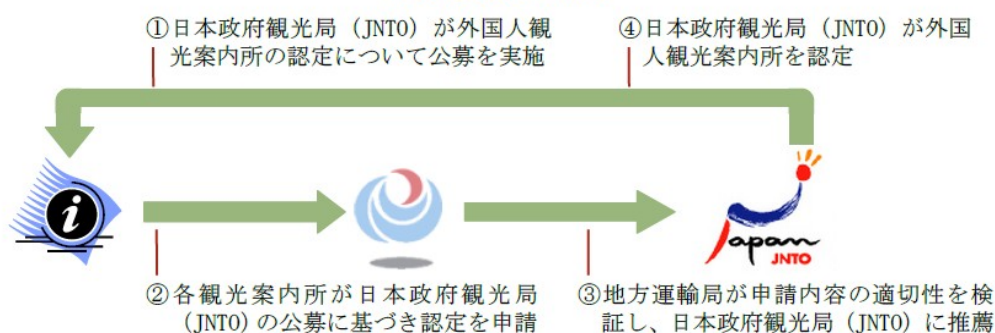 ①日本政府観光局（JNTO）が外国人観
光案内所の認定について公募を実施
④日本政府観光局（JNTO）が外国
人観光案内所を認定
i
Japan
JNTO
②各観光案内所が日本政府観光局
（JNTO）の公募に基づき認定を申請
③地方運輸局が申請内容の適切性を検
証し、日本政府観光局（JNTO）に推薦